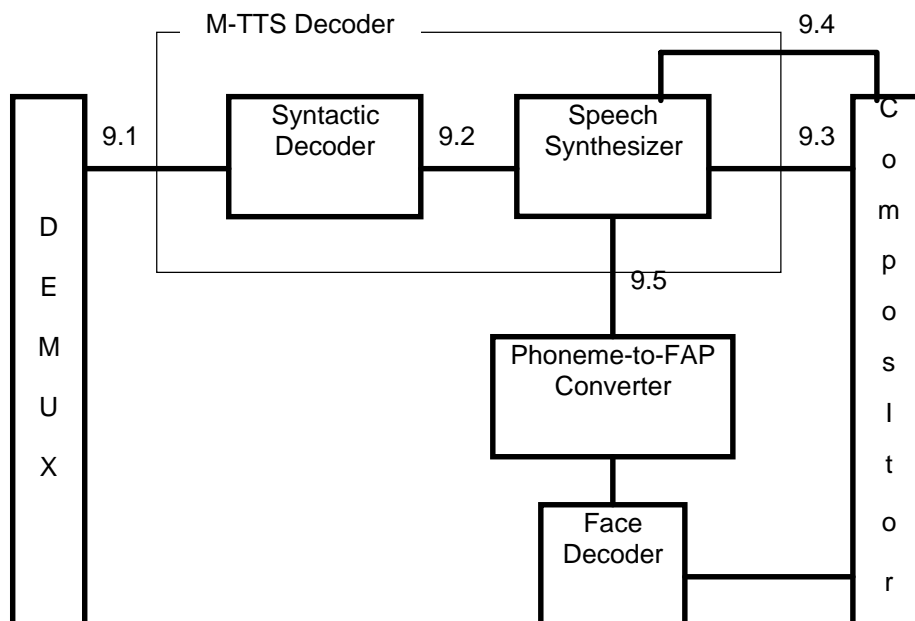 M-TTS Decoder
9.4
9.1
Syntactic
Decoder
9.2
Speech
Synthesizer
9.3
D
E
M
U
X
C
o
m
p
o
s
I
t
o
r
9.5
Phoneme-to-FAP
Converter
Face
Decoder